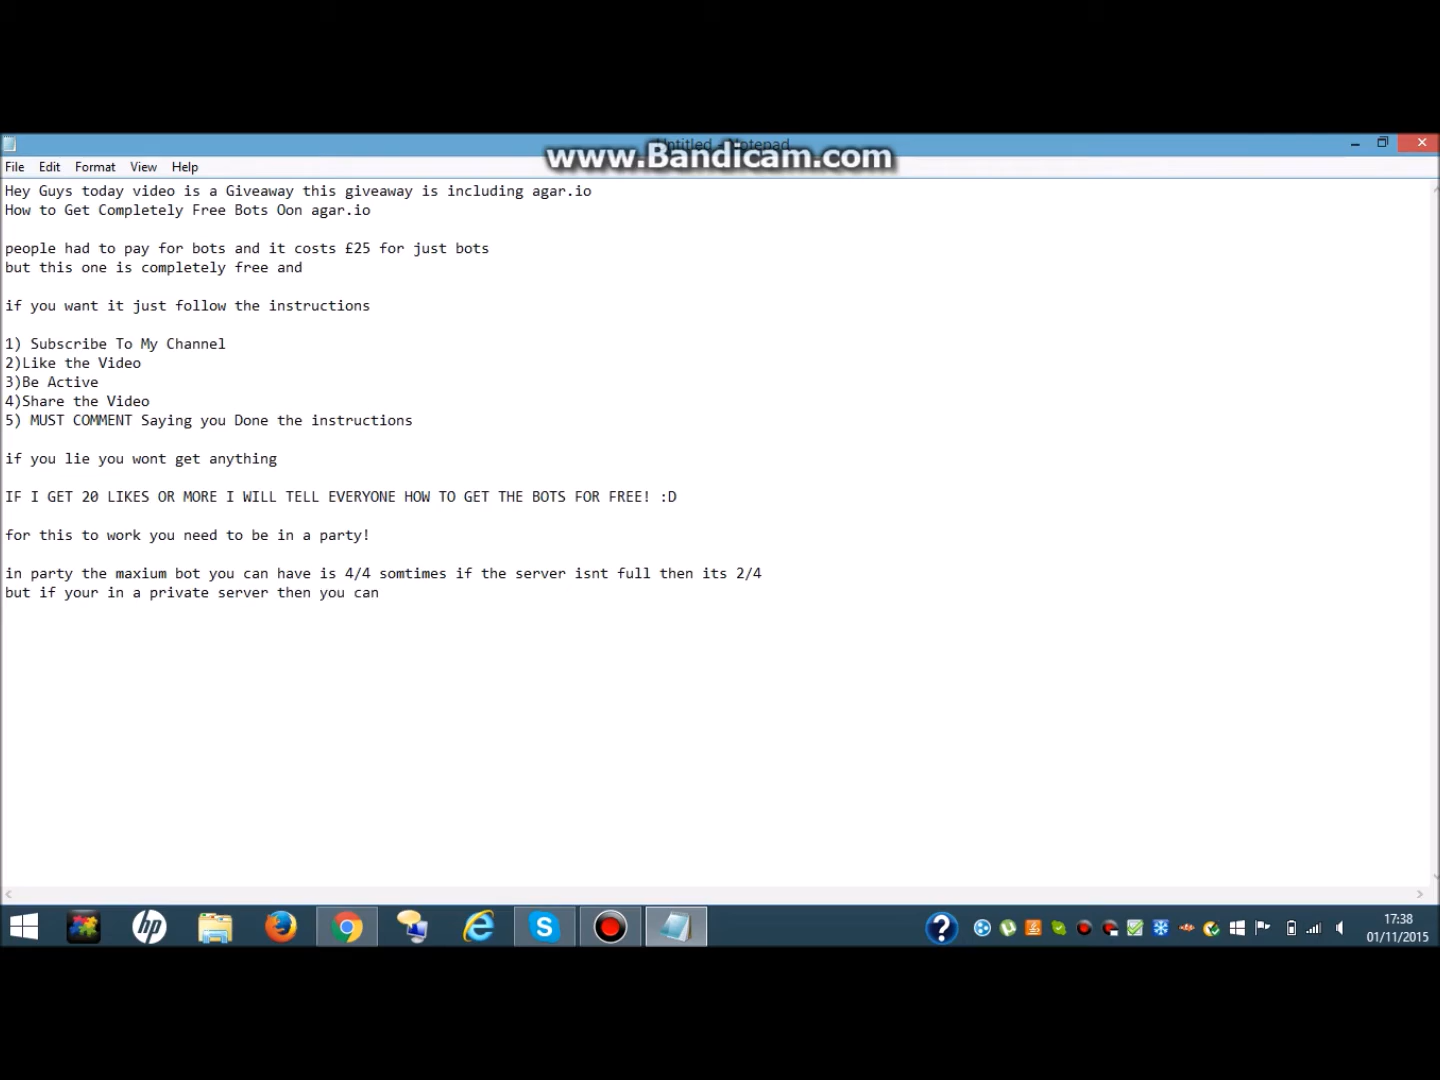 Untitled - Notepad
www.Bandicam.com
File Edit Format View Help
Hey Guys today video is a Giveaway this giveaway is including agar.io
How to Get Completely Free Bots Oon agar.io
people had to pay for bots and it costs £25 for just bots
but this one is completely free and
if you want it just follow the instructions
1) Subscribe To My Channel
2)Like the Video
3)Be Active
4)Share the Video
5) MUST COMMENT Saying you Done the instructions
if you lie you wont get anything
IF I GET 20 LIKES OR MORE I WILL TELL EVERYONE HOW TO GET THE BOTS FOR FREE! :D
for this to work you need to be in a party!
in party the maxium bot you can have is 4/4 somtimes if the server isnt full then its 2/4
but if your in a private server then you can
hp
17:38
01/11/2015